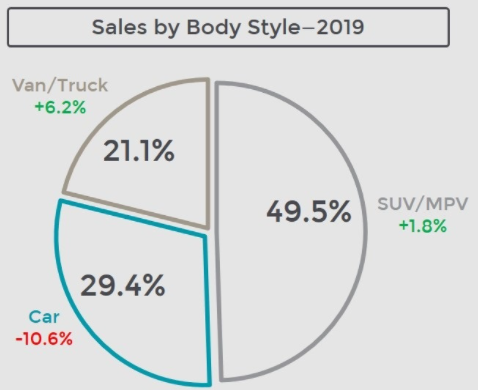 Sales by Body Style–2019
Van/Truck
+6.2%
21.1%
49.5%
SUV/MPV
+1.8%
29.4%
Car
-10.6%